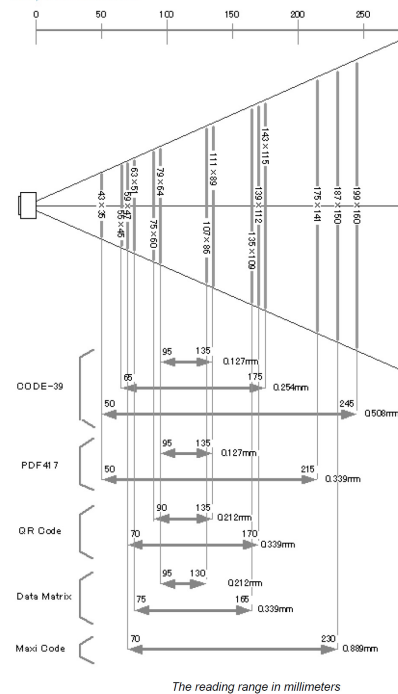 0 50 100 150 200 250
43×35
55×45
59×47
63×51
75×60
79×64
107×86
111×89
135×109
139×112
143×115
175×141
187×150
199×160
CODE-39
95 135 0.127mm
65 175 0.254mm
50 245 0.508mm
PDF417
95 135 0.127mm
50 215 0.339mm
QR Code
90 135 0.212mm
70 170 0.339mm
Data Matrix
95 130 0.212mm
75 165 0.339mm
Maxi Code
70 230 0.889mm
The reading range in millimeters